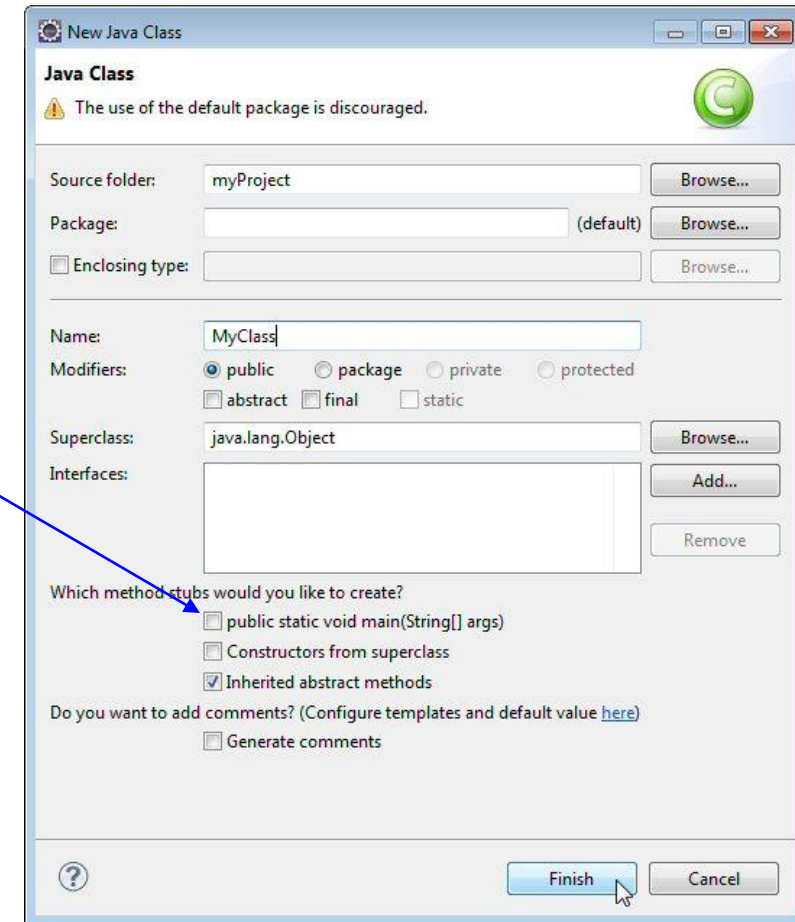 New Java Class
Java Class
The use of the default package is discouraged.
Source folder: myProject Browse...
Package: (default) Browse...
Enclosing type: Browse...
Name: MyClass
Modifiers: public package private protected
abstract final static
Superclass: java.lang.Object Browse...
Interfaces: Add...
Remove
Which method stubs would you like to create?
public static void main(String[] args)
Constructors from superclass
Inherited abstract methods
Do you want to add comments? (Configure templates and default value here)
Generate comments
Finish Cancel